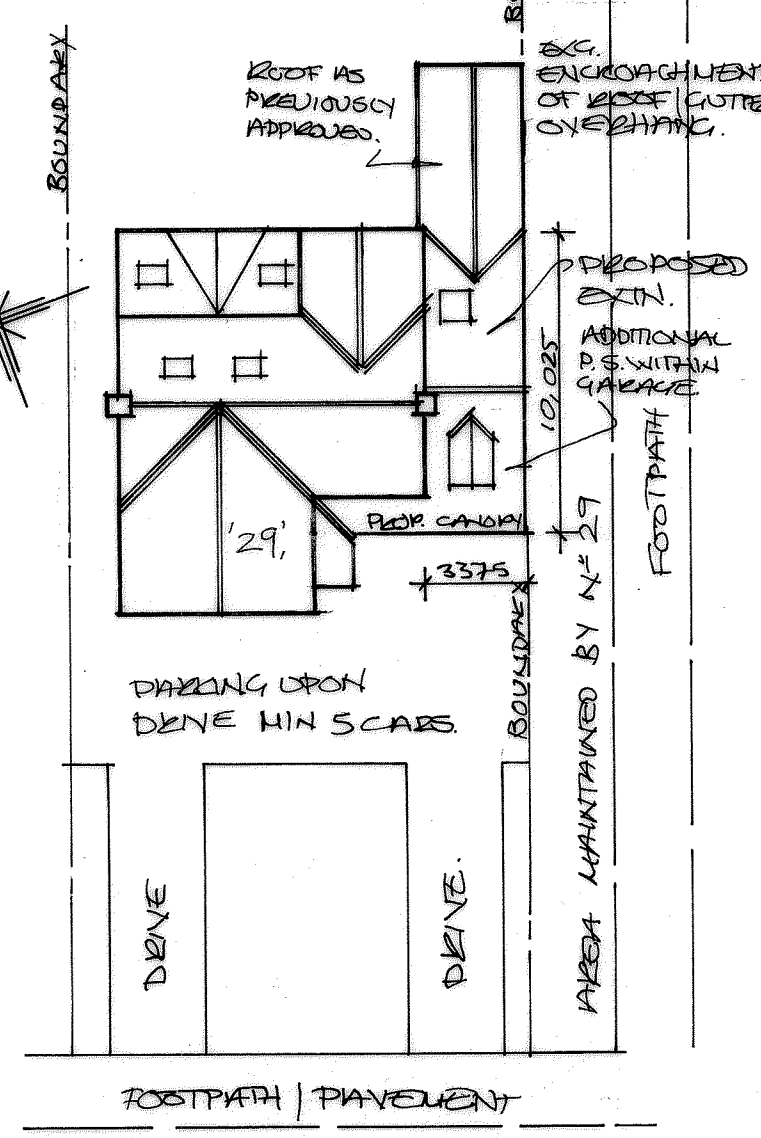 BOUNDARY
ROOF AS
PREVIOUSLY
APPROVED.
EXG.
ENCROACHMENT
OF ROOF/GUTTE
OVERHANG.
PROPOSED
EXTN.
ADDITIONAL
P.S. WITHIN
GARAGE
10,025
FOOTPATH
'29',
PROP. CANOPY
3375
BOUNDARY
AREA MAINTAINED BY Nº 29
PARKING UPON
DRIVE MIN 5 CARS.
DRIVE
DRIVE.
FOOTPATH/PAVEMENT